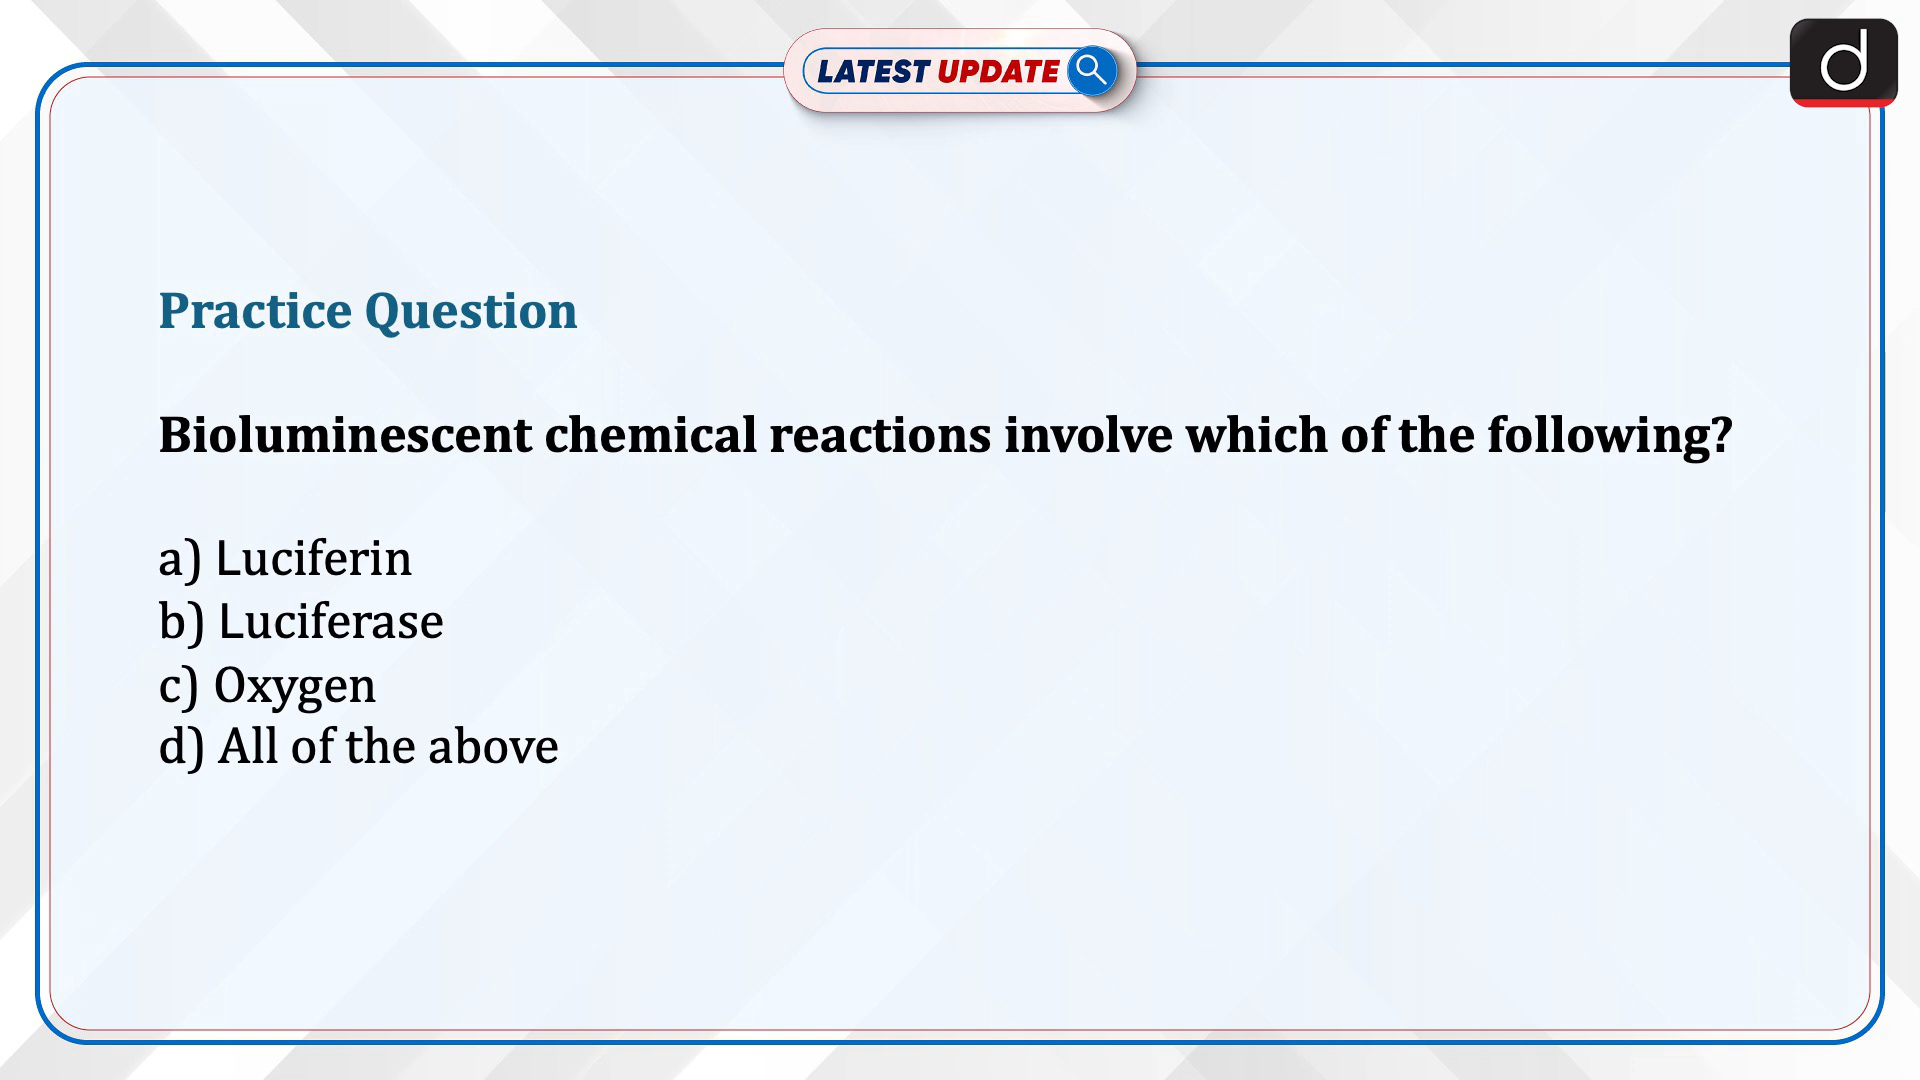 LATEST UPDATE
d
Practice Question
Bioluminescent chemical reactions involve which of the following?
a) Luciferin
b) Luciferase
c) Oxygen
d) All of the above